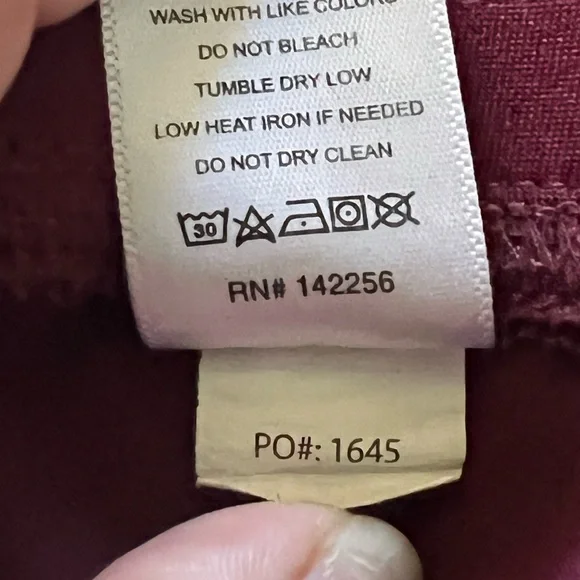 WASH WITH LIKE COLORS
DO NOT BLEACH
TUMBLE DRY LOW
LOW HEAT IRON IF NEEDED
DO NOT DRY CLEAN
30
RN# 142256
PO#: 1645